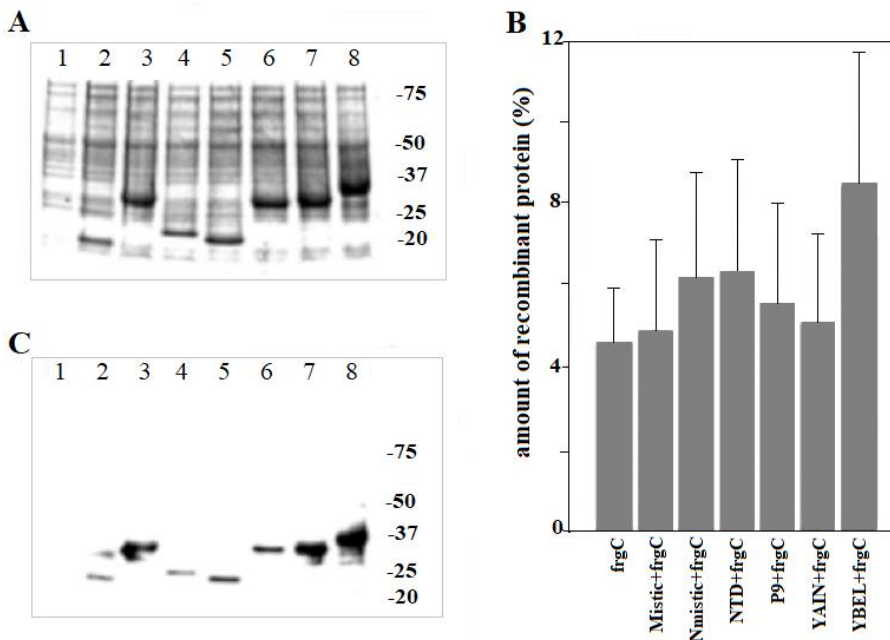 A
1 2 3 4 5 6 7 8
-75
-50
-37
-25
-20
B
amount of recombinant protein (%)
12
8
4
0
frgC
Mistic+frgC
Nmistic+frgC
NTD+frgC
P9+frgC
YAIN+frgC
YBEL+frgC
C
1 2 3 4 5 6 7 8
-75
-50
-37
-25
-20